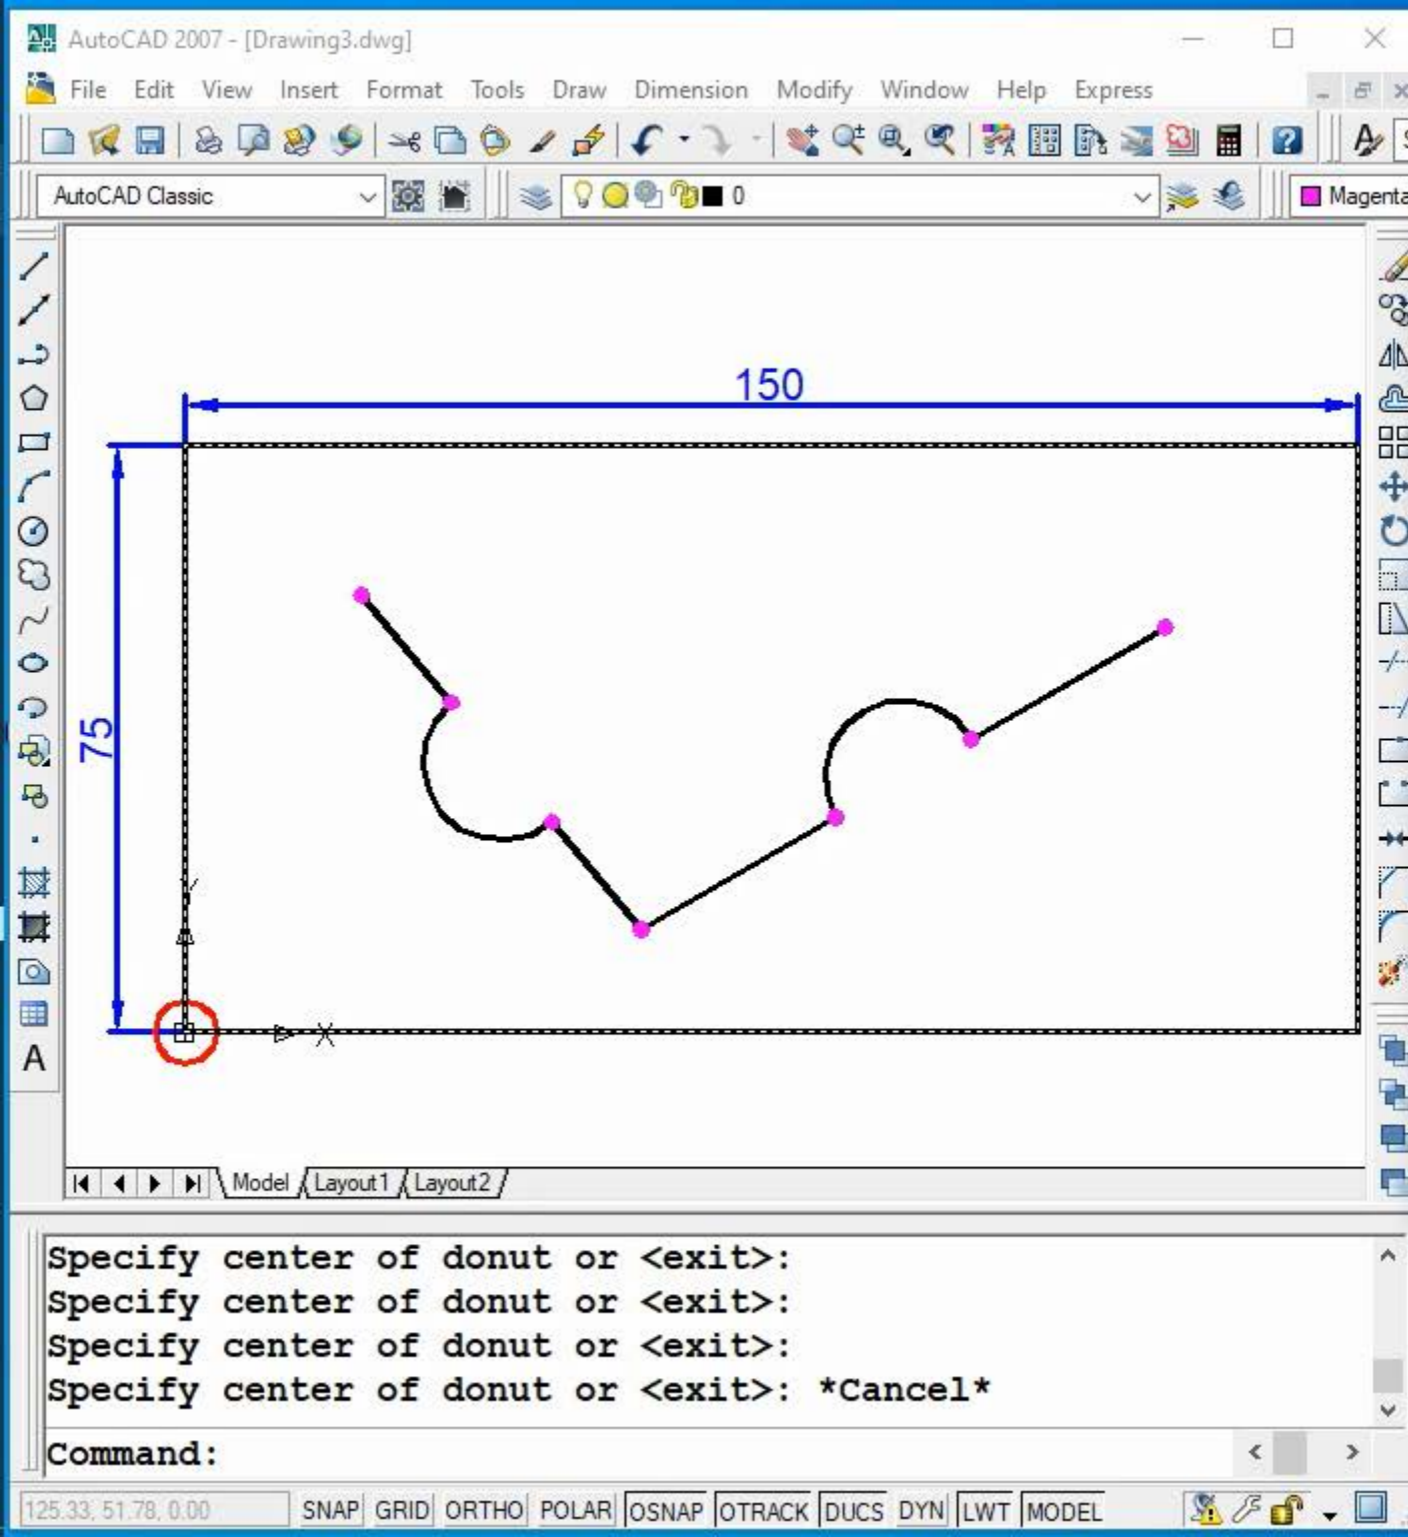 AutoCAD 2007 - [Drawing3.dwg]
File Edit View Insert Format Tools Draw Dimension Modify Window Help Express
AutoCAD Classic 0 Magenta
150
75
Y
X
A
Model Layout1 Layout2
Specify center of donut or <exit>:
Specify center of donut or <exit>:
Specify center of donut or <exit>:
Specify center of donut or <exit>: *Cancel*
Command:
125.33, 51.78, 0.00 SNAP GRID ORTHO POLAR OSNAP OTRACK DUCS DYN LWT MODEL